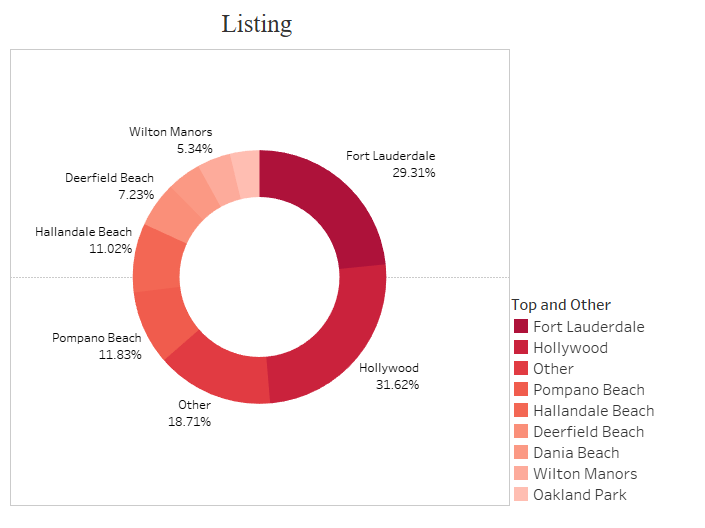 Listing
Wilton Manors
5.34%
Fort Lauderdale
29.31%
Deerfield Beach
7.23%
Hallandale Beach
11.02%
Pompano Beach
11.83%
Hollywood
31.62%
Other
18.71%
Top and Other
Fort Lauderdale
Hollywood
Other
Pompano Beach
Hallandale Beach
Deerfield Beach
Dania Beach
Wilton Manors
Oakland Park